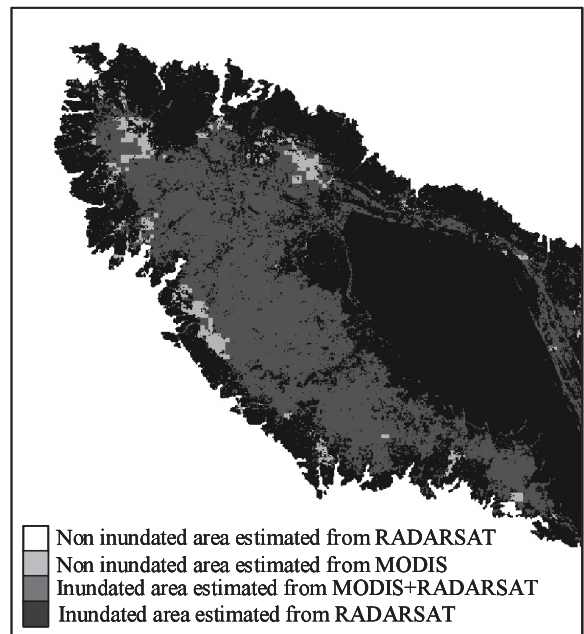 Non inundated area estimated from RADARSAT
Non inundated area estimated from MODIS
Inundated area estimated from MODIS+RADARSAT
Inundated area estimated from RADARSAT